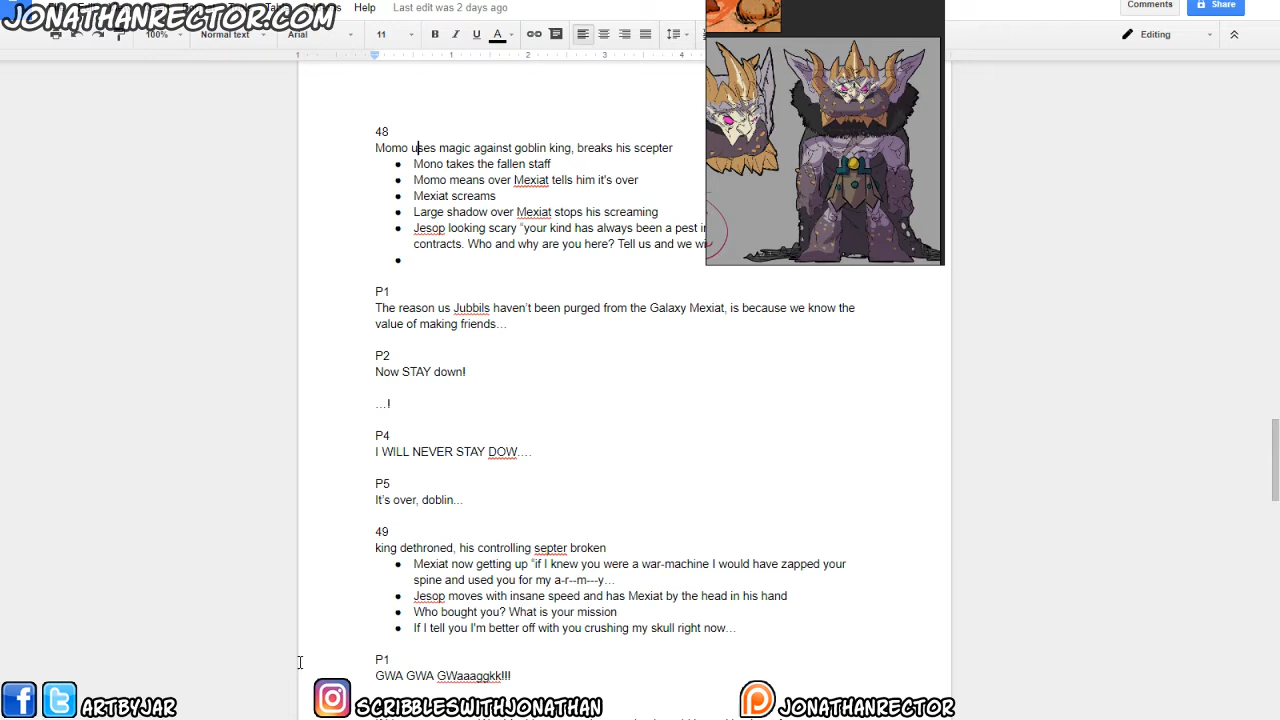 JONATHANRECTOR.COM
Help
Last edit was 2 days ago
Comments
Share
100%
Normal text
Arial
11
B
I
U
A
Editing
1
1
2
3
4
48
Momo uses magic against goblin king, breaks his scepter
● Mono takes the fallen staff
● Momo means over Mexiat tells him it's over
● Mexiat screams
● Large shadow over Mexiat stops his screaming
● Jesop looking scary “your kind has always been a pest
contracts. Who and why are you here? Tell us and we
●
P1
The reason us Jubbils haven’t been purged from the Galaxy Mexiat, is because we know the
value of making friends…
P2
Now STAY down!
…!
P4
I WILL NEVER STAY DOW….
P5
It’s over, doblin...
49
king dethroned, his controlling septer broken
● Mexiat now getting up “if I knew you were a war-machine I would have zapped your
spine and used you for my a-r--m---y…
● Jesop moves with insane speed and has Mexiat by the head in his hand
● Who bought you? What is your mission
● If I tell you I'm better off with you crushing my skull right now…
P1
GWA GWA GWaaaggkk!!!
ARTBYJAR
SCRIBBLESWITHJONATHAN
JONATHANRECTOR